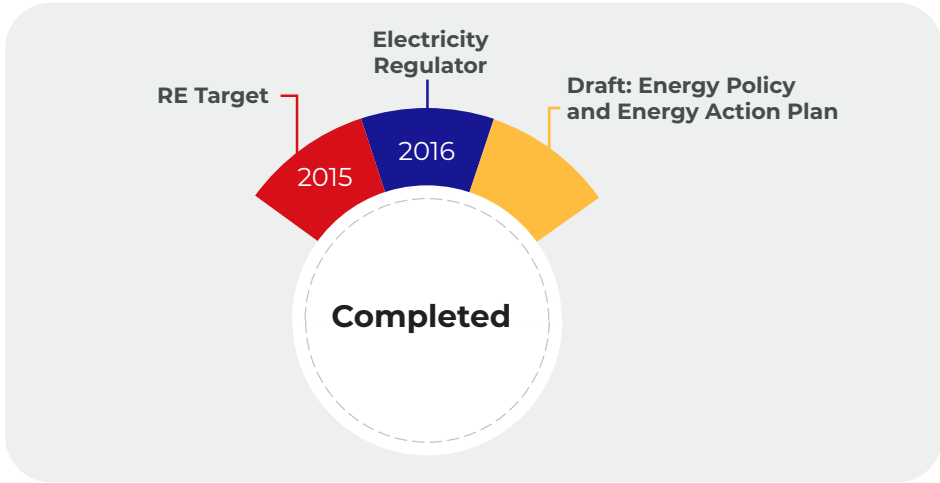 Electricity
Regulator
RE Target
Draft: Energy Policy
and Energy Action Plan
2015
2016
Completed